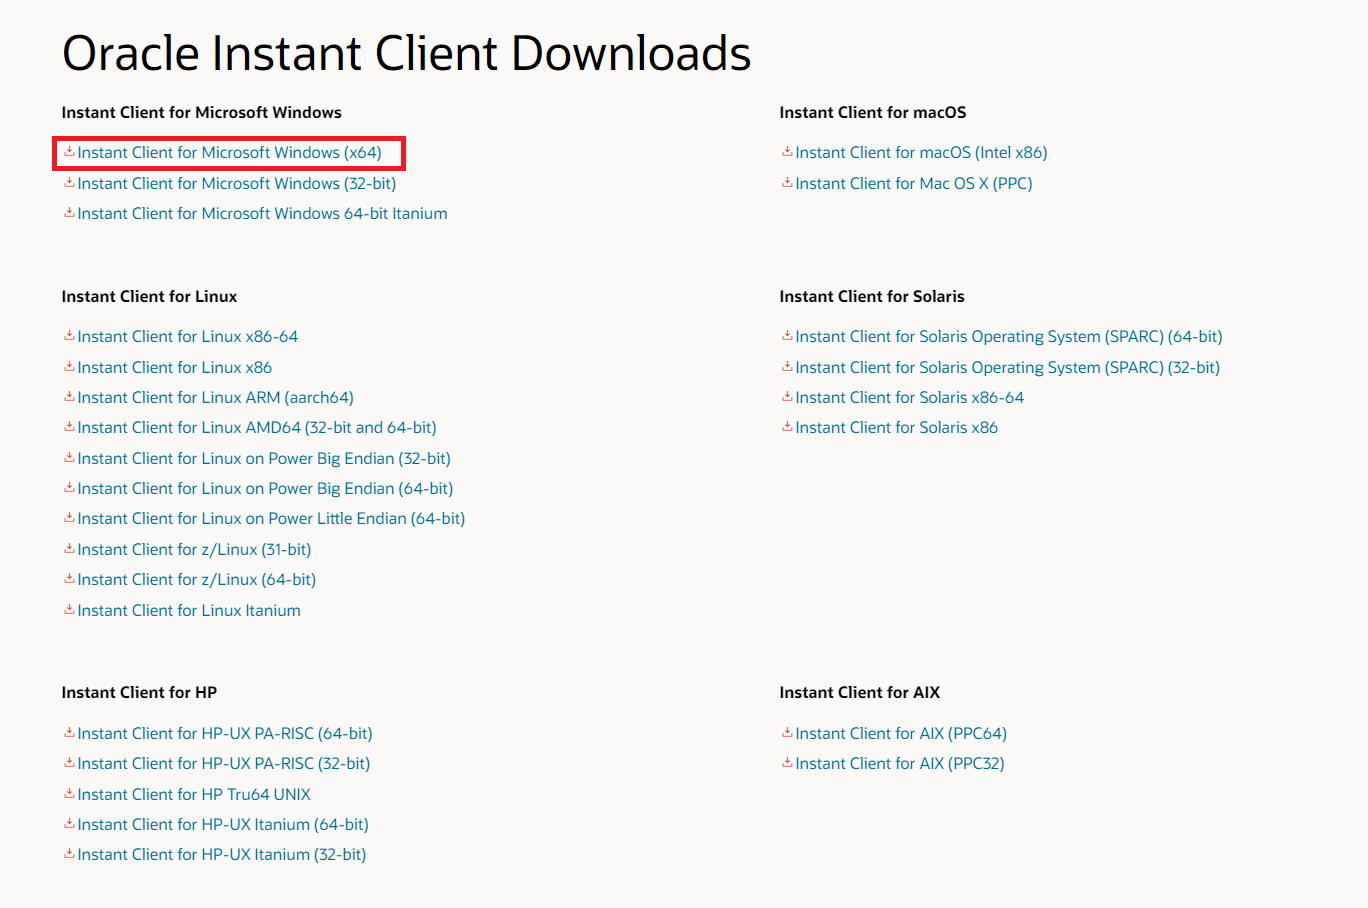 Oracle Instant Client Downloads
Instant Client for Microsoft Windows
Instant Client for Microsoft Windows (x64)
Instant Client for Microsoft Windows (32-bit)
Instant Client for Microsoft Windows 64-bit Itanium
Instant Client for macOS
Instant Client for macOS (Intel x86)
Instant Client for Mac OS X (PPC)
Instant Client for Linux
Instant Client for Linux x86-64
Instant Client for Linux x86
Instant Client for Linux ARM (aarch64)
Instant Client for Linux AMD64 (32-bit and 64-bit)
Instant Client for Linux on Power Big Endian (32-bit)
Instant Client for Linux on Power Big Endian (64-bit)
Instant Client for Linux on Power Little Endian (64-bit)
Instant Client for z/Linux (31-bit)
Instant Client for z/Linux (64-bit)
Instant Client for Linux Itanium
Instant Client for Solaris
Instant Client for Solaris Operating System (SPARC) (64-bit)
Instant Client for Solaris Operating System (SPARC) (32-bit)
Instant Client for Solaris x86-64
Instant Client for Solaris x86
Instant Client for HP
Instant Client for HP-UX PA-RISC (64-bit)
Instant Client for HP-UX PA-RISC (32-bit)
Instant Client for HP Tru64 UNIX
Instant Client for HP-UX Itanium (64-bit)
Instant Client for HP-UX Itanium (32-bit)
Instant Client for AIX
Instant Client for AIX (PPC64)
Instant Client for AIX (PPC32)